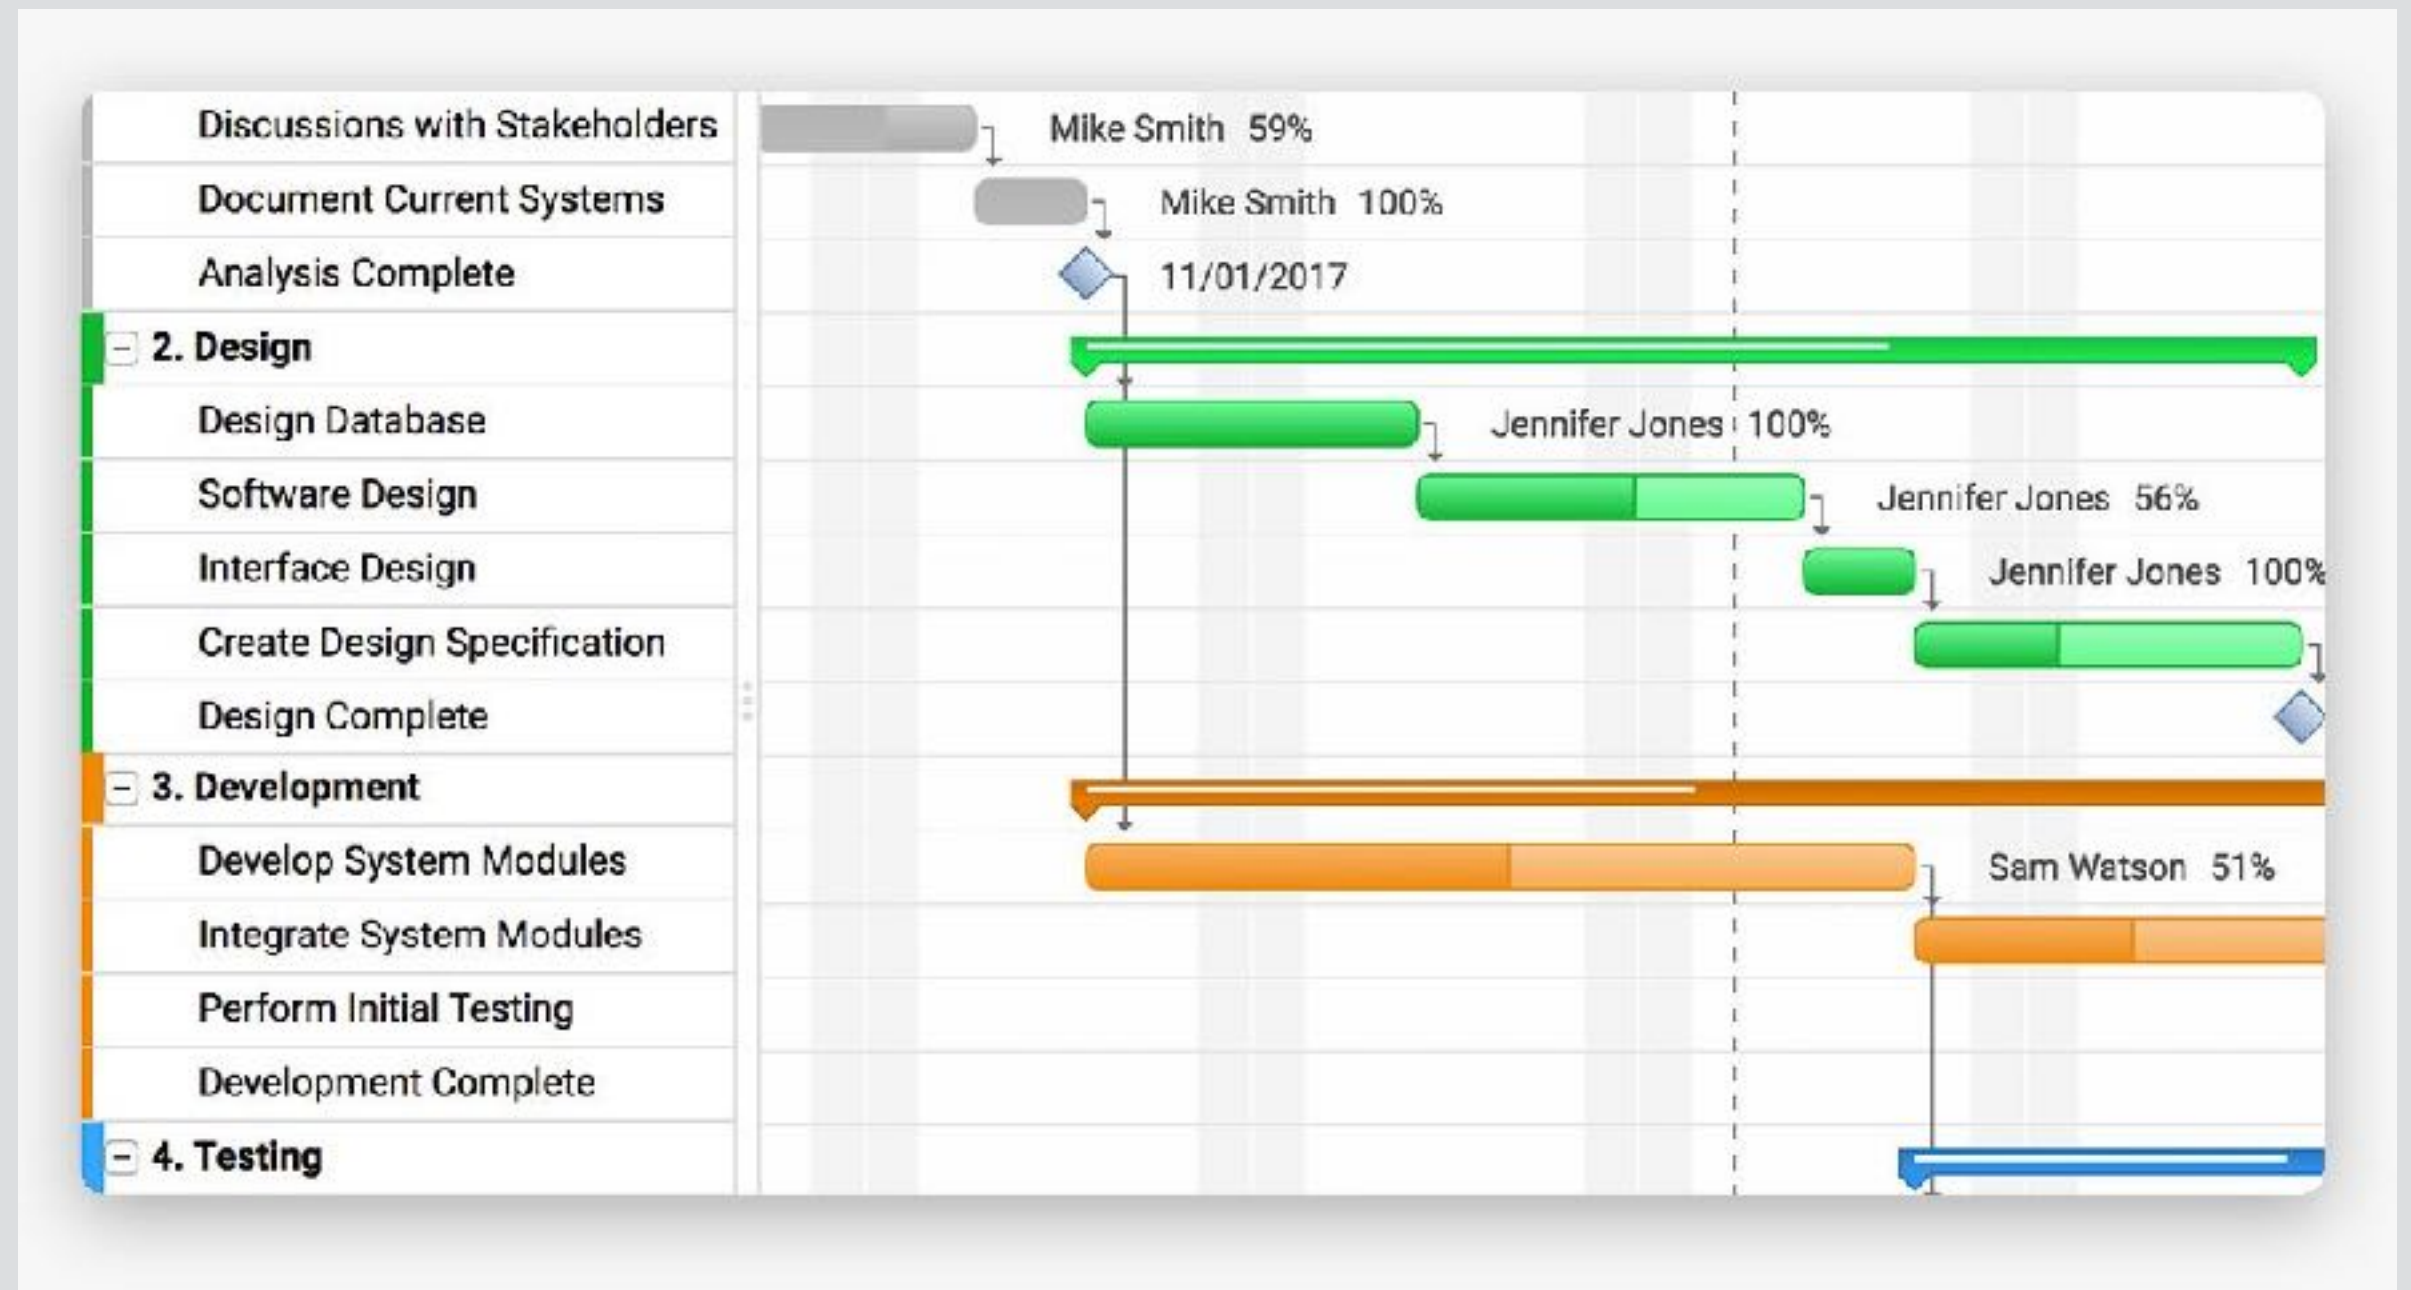 Discussions with Stakeholders Mike Smith 59%
Document Current Systems Mike Smith 100%
Analysis Complete 11/01/2017
2. Design
Design Database Jennifer Jones 100%
Software Design Jennifer Jones 56%
Interface Design Jennifer Jones 100%
Create Design Specification
Design Complete
3. Development
Develop System Modules Sam Watson 51%
Integrate System Modules
Perform Initial Testing
Development Complete
4. Testing